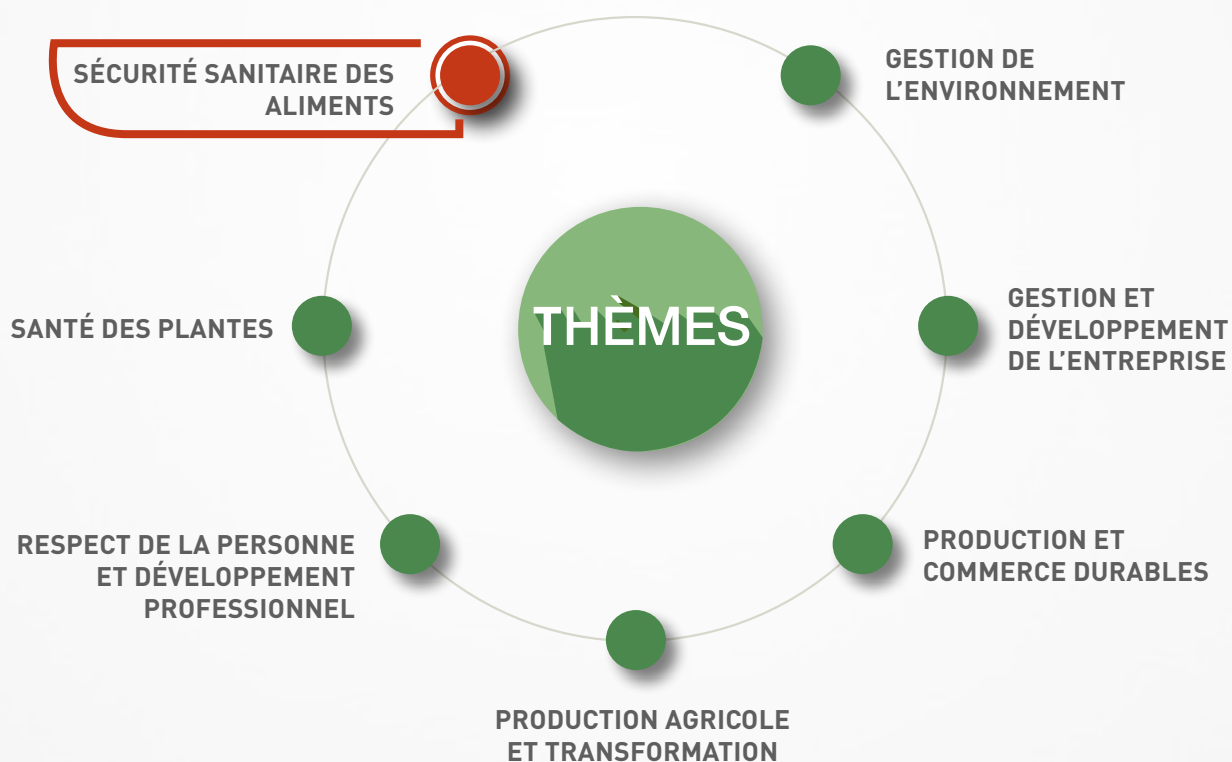 SÉCURITÉ SANITAIRE DES
ALIMENTS
GESTION DE
L'ENVIRONNEMENT
THÈMES
SANTÉ DES PLANTES
GESTION ET
DÉVELOPPEMENT
DE L'ENTREPRISE
RESPECT DE LA PERSONNE
ET DÉVELOPPEMENT
PROFESSIONNEL
PRODUCTION ET
COMMERCE DURABLES
PRODUCTION AGRICOLE
ET TRANSFORMATION